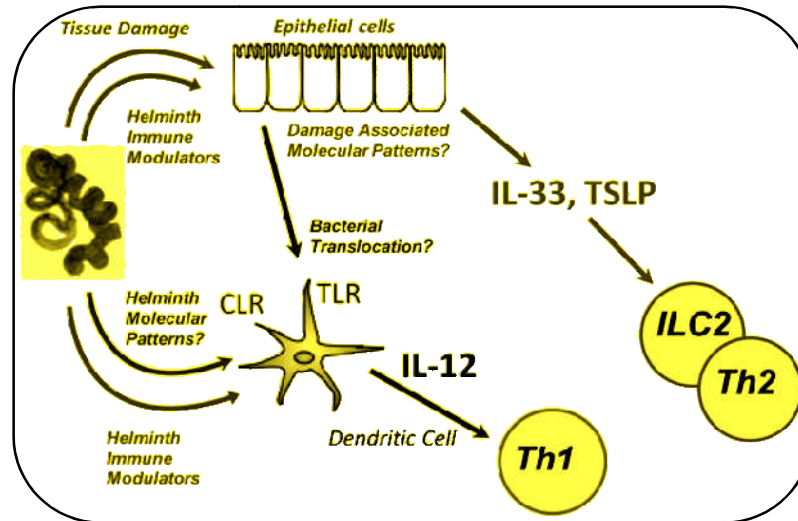 Tissue Damage
Epithelial cells
Helminth
Immune
Modulators
Damage Associated
Molecular Patterns?
IL-33, TSLP
Bacterial
Translocation?
Helminth
Molecular
Patterns?
CLR
TLR
IL-12
ILC2
Th2
Dendritic Cell
Th1
Helminth
Immune
Modulators